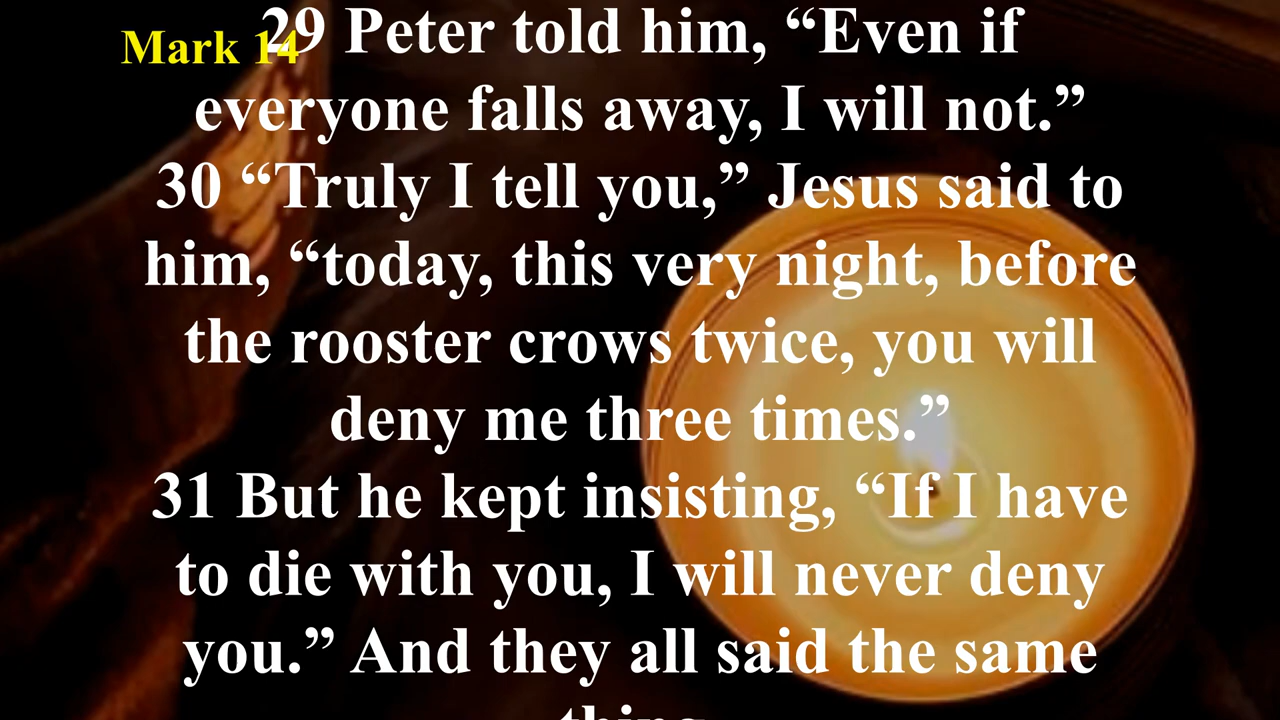 Mark 14
29 Peter told him, “Even if
everyone falls away, I will not.”
30 “Truly I tell you,” Jesus said to
him, “today, this very night, before
the rooster crows twice, you will
deny me three times.”
31 But he kept insisting, “If I have
to die with you, I will never deny
you.” And they all said the same